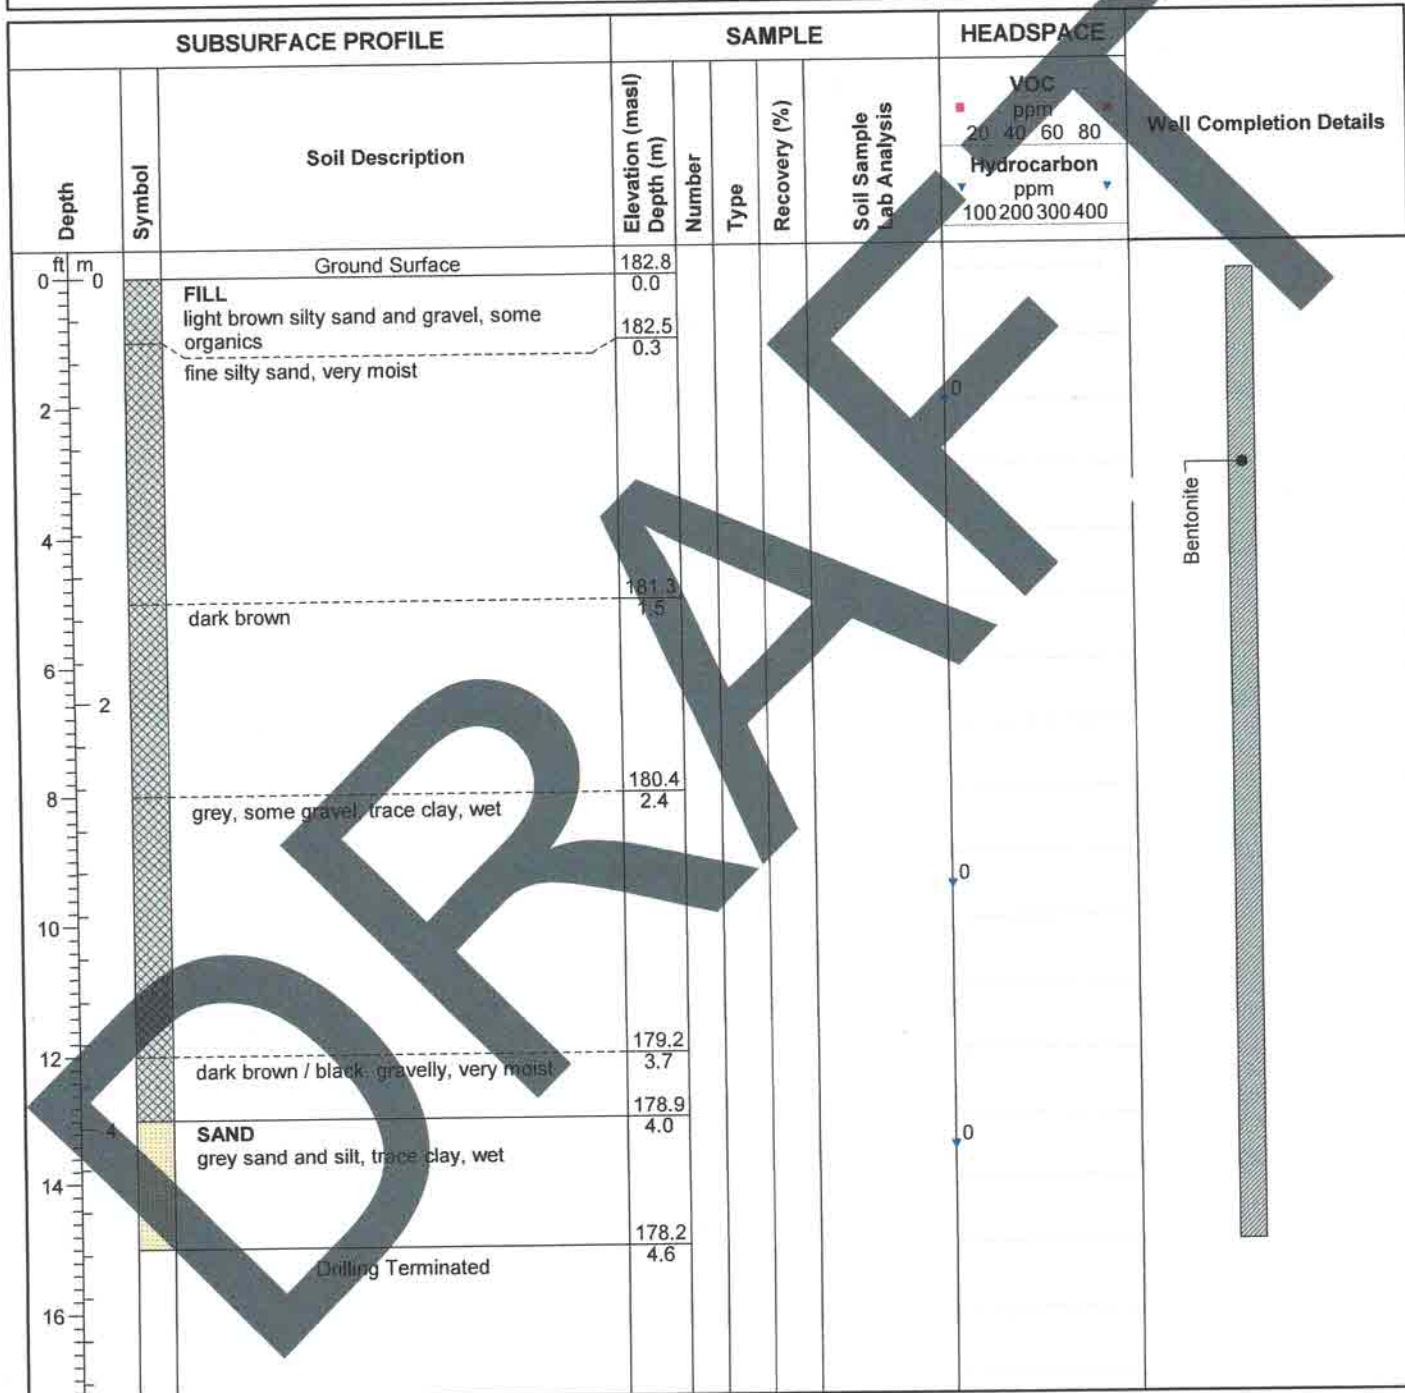 SUBSURFACE PROFILE
SAMPLE
HEADSPACE
Depth
Symbol
Soil Description
Elevation (masl)
Depth (m)
Number
Type
Recovery (%)
Soil Sample
Lab Analysis
VOC
ppm
20 40 60 80
Hydrocarbon
ppm
100 200 300 400
Well Completion Details
ft m
0 0
Ground Surface
182.8
0.0
FILL
light brown silty sand and gravel, some
organics
182.5
0.3
fine silty sand, very moist
2
0
Bentonite
4
181.3
1.5
dark brown
6
2
180.4
2.4
8
grey, some gravel, trace clay, wet
0
10
179.2
3.7
12
dark brown / black, gravelly, very moist
178.9
4.0
4
SAND
grey sand and silt, trace clay, wet
0
14
178.2
4.6
Drilling Terminated
16
DRAFT